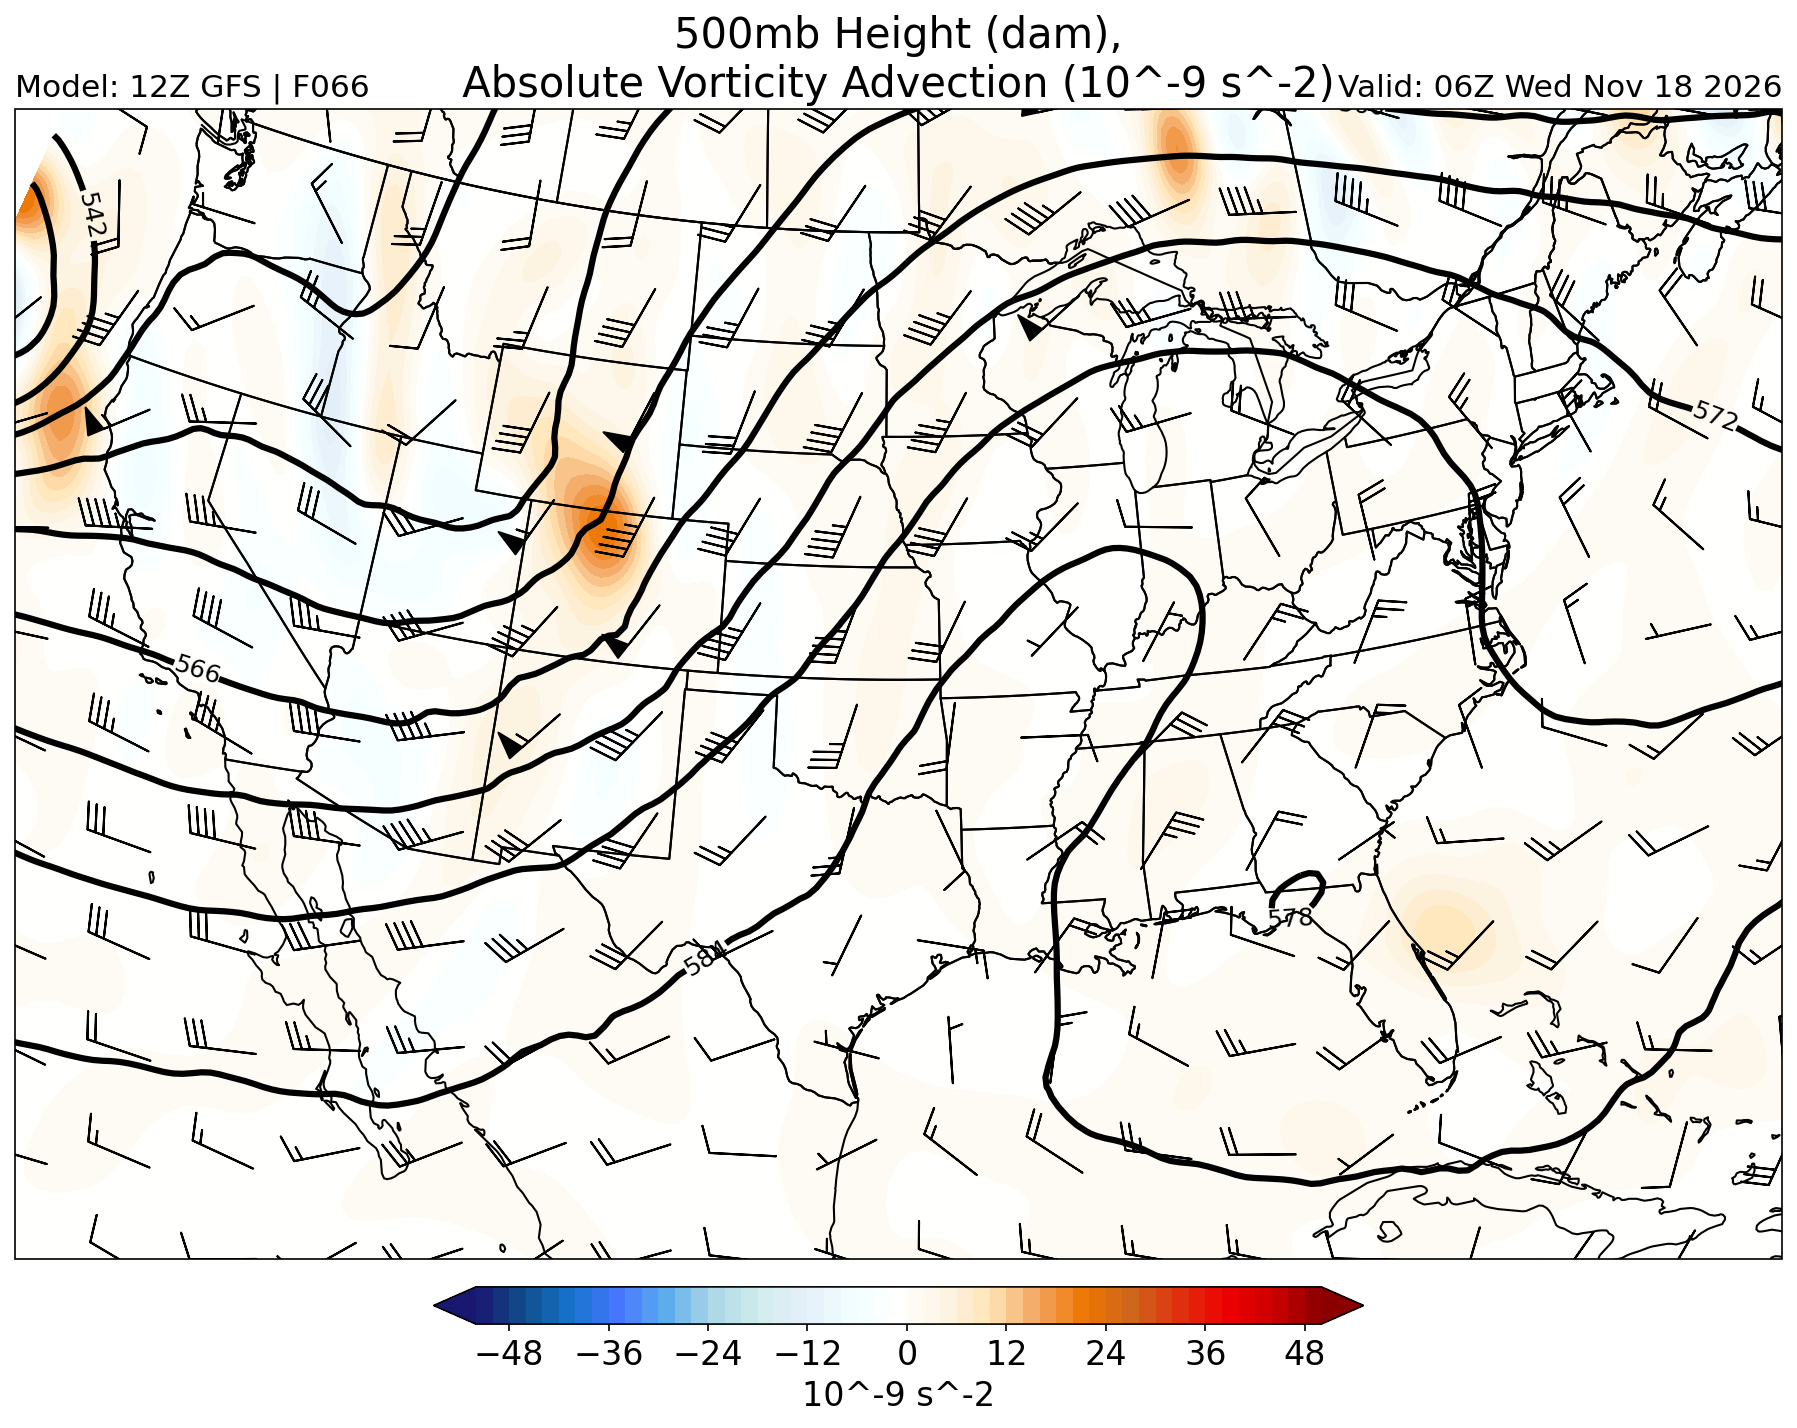 500mb Height (dam),
Model: 12Z GFS | F066
Absolute Vorticity Advection (10^-9 s^-2)
Valid: 06Z Wed Nov 18 2026
542
572
566
578
584
−48 −36 −24 −12 0 12 24 36 48
10^-9 s^-2